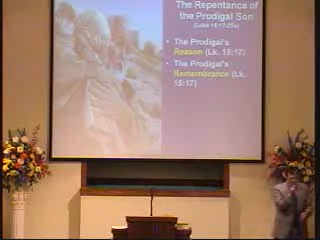 The Repentance of
the Prodigal Son
(Luke 15:17-20a)
• The Prodigal's
Reason (Lk. 15:17)
• The Prodigal's
Remembrance (Lk.
15:17)